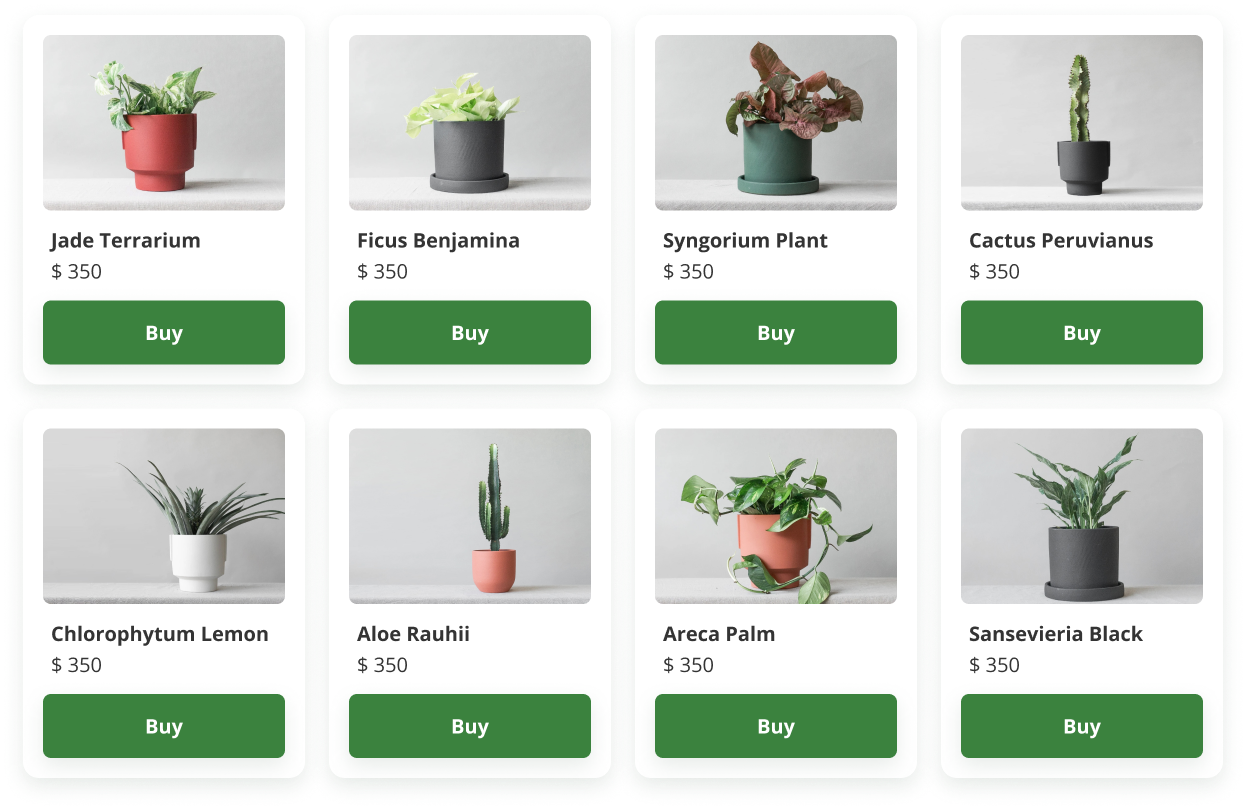 Jade Terrarium
$ 350
Buy
Ficus Benjamina
$ 350
Buy
Syngorium Plant
$ 350
Buy
Cactus Peruvianus
$ 350
Buy
Chlorophytum Lemon
$ 350
Buy
Aloe Rauhii
$ 350
Buy
Areca Palm
$ 350
Buy
Sansevieria Black
$ 350
Buy